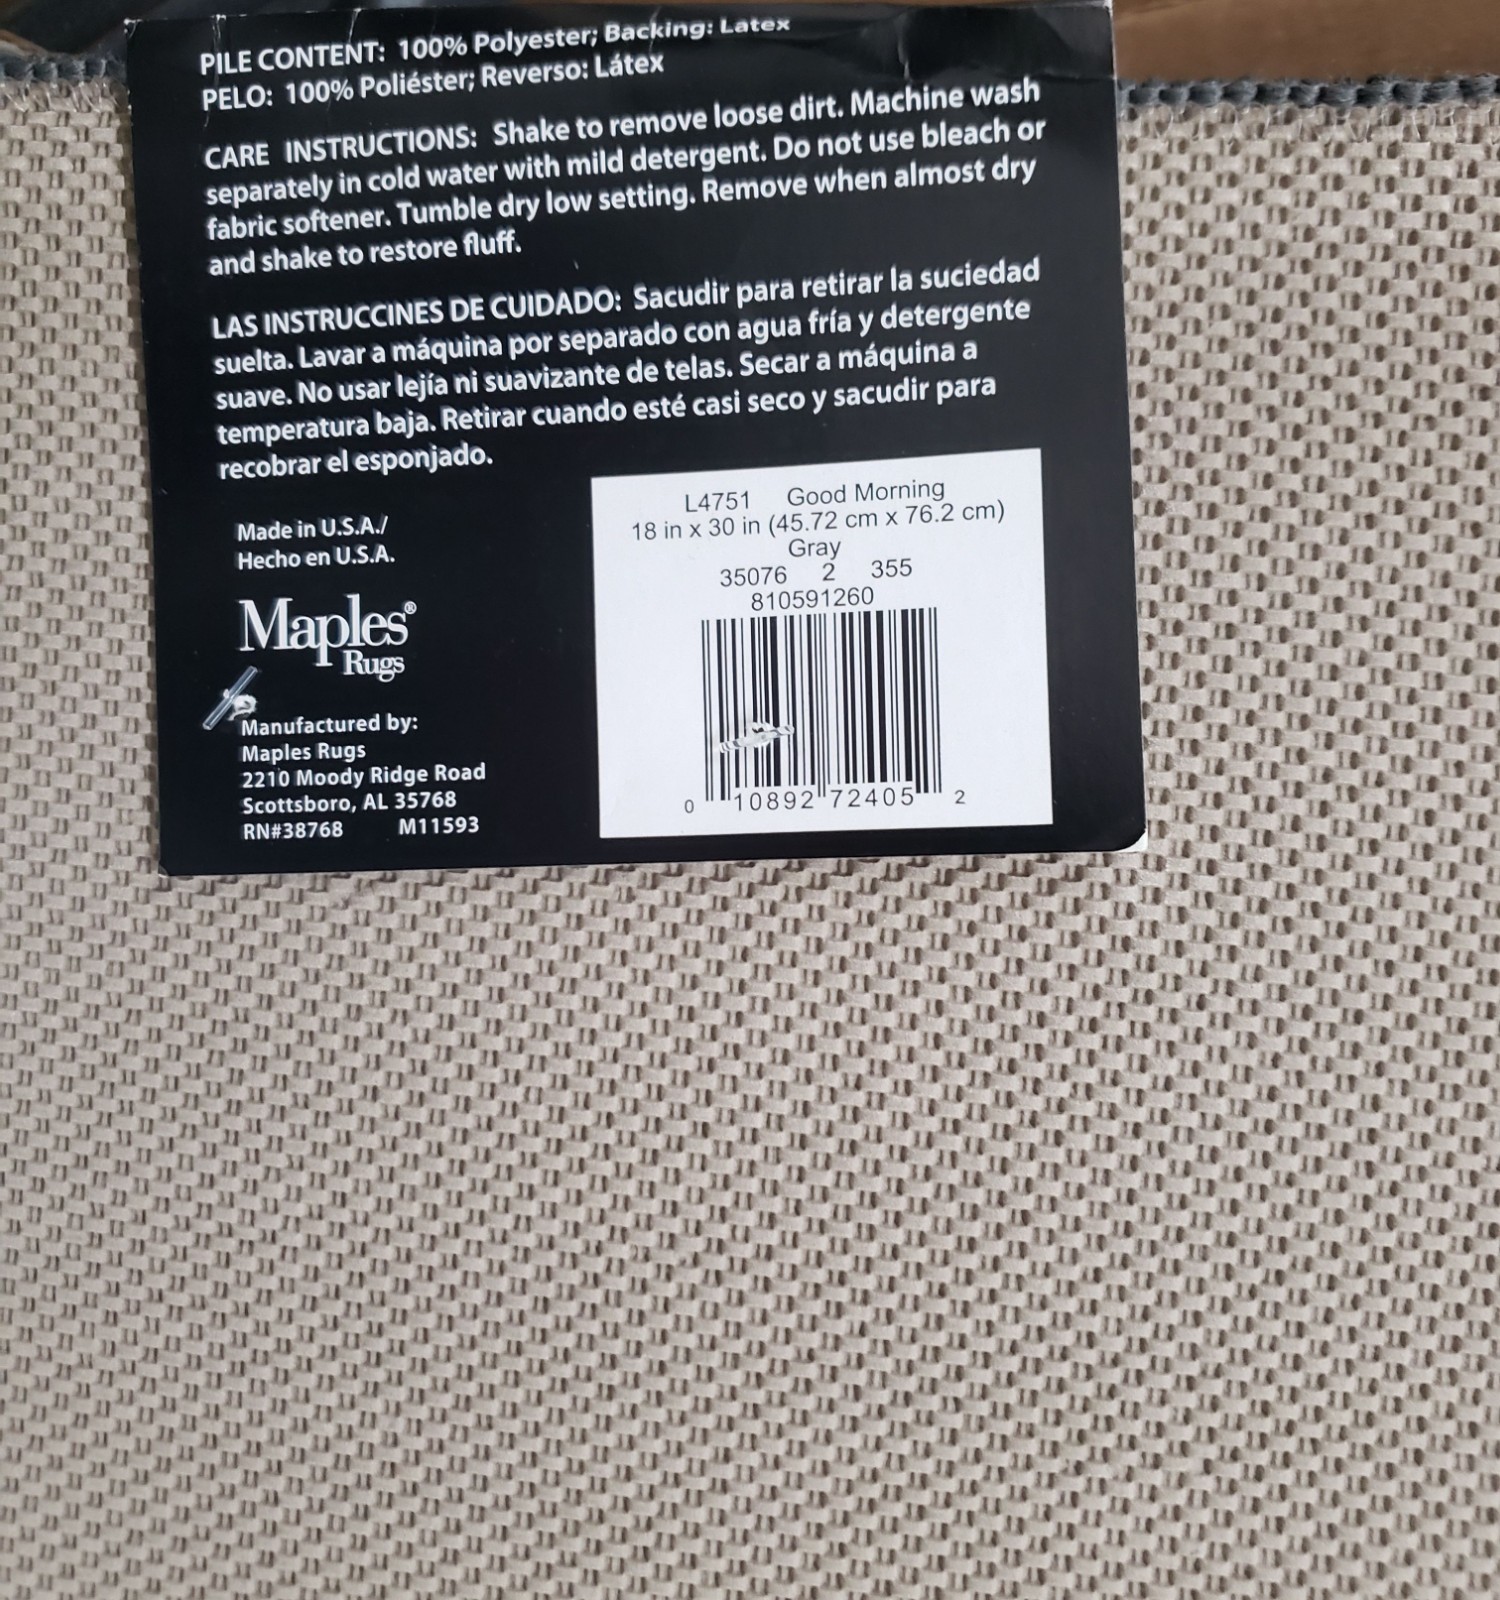 PILE CONTENT: 100% Polyester; Backing: Latex
PELO: 100% Poliéster; Reverso: Látex
CARE INSTRUCTIONS: Shake to remove loose dirt. Machine wash
separately in cold water with mild detergent. Do not use bleach or
fabric softener. Tumble dry low setting. Remove when almost dry
and shake to restore fluff.
LAS INSTRUCCINES DE CUIDADO: Sacudir para retirar la suciedad
suelta. Lavar a máquina por separado con agua fría y detergente
suave. No usar lejía ni suavizante de telas. Secar a máquina a
temperatura baja. Retirar cuando esté casi seco y sacudir para
recobrar el esponjado.
Made in U.S.A./
Hecho en U.S.A.
Maples®
Rugs
Manufactured by:
Maples Rugs
2210 Moody Ridge Road
Scottsboro, AL 35768
RN#38768 M11593
L4751 Good Morning
18 in x 30 in (45.72 cm x 76.2 cm)
Gray
35076 2 355
810591260
0 10892 72405 2